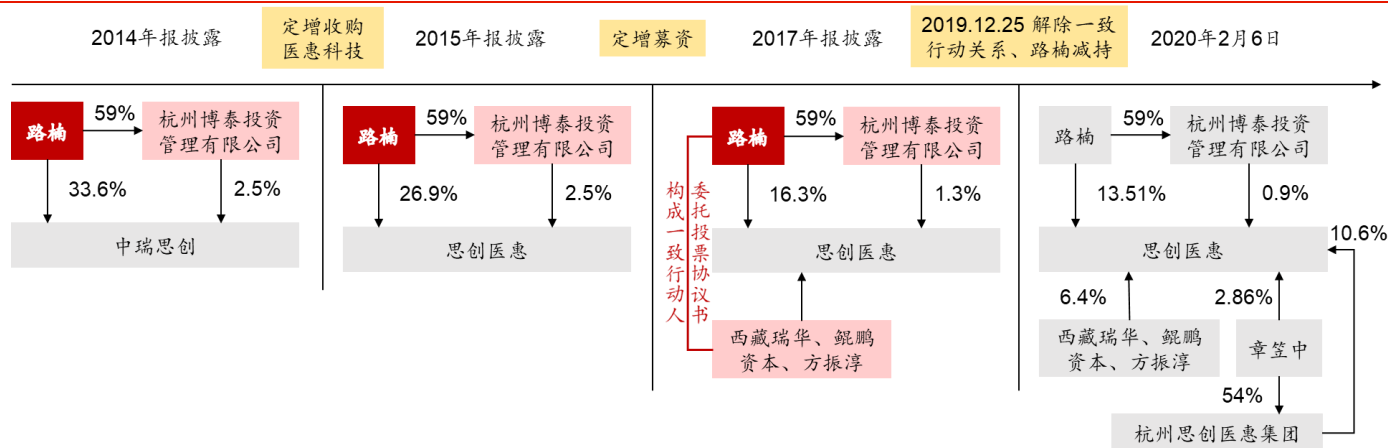 2014年报披露
定增收购
医惠科技
2015年报披露
定增募资
2017年报披露
2019.12.25 解除一致
行动关系、路楠减持
2020年2月6日
路楠
59%
杭州博泰投资
管理有限公司
33.6%
2.5%
中瑞思创
路楠
59%
杭州博泰投资
管理有限公司
26.9%
2.5%
思创医惠
路楠
59%
杭州博泰投资
管理有限公司
委托投票协议书
构成一致行动人
16.3%
1.3%
思创医惠
西藏瑞华、鲲鹏
资本、方振淳
路楠
59%
杭州博泰投资
管理有限公司
13.51%
0.9%
10.6%
思创医惠
6.4%
2.86%
西藏瑞华、鲲鹏
资本、方振淳
章笠中
54%
杭州思创医惠集团